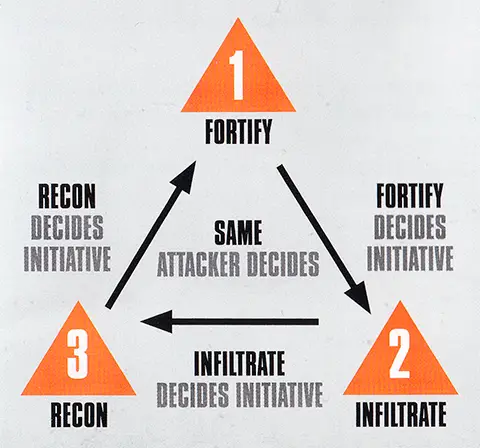 1
FORTIFY
RECON
DECIDES
INITIATIVE
SAME
ATTACKER DECIDES
FORTIFY
DECIDES
INITIATIVE
3
RECON
INFILTRATE
DECIDES INITIATIVE
2
INFILTRATE